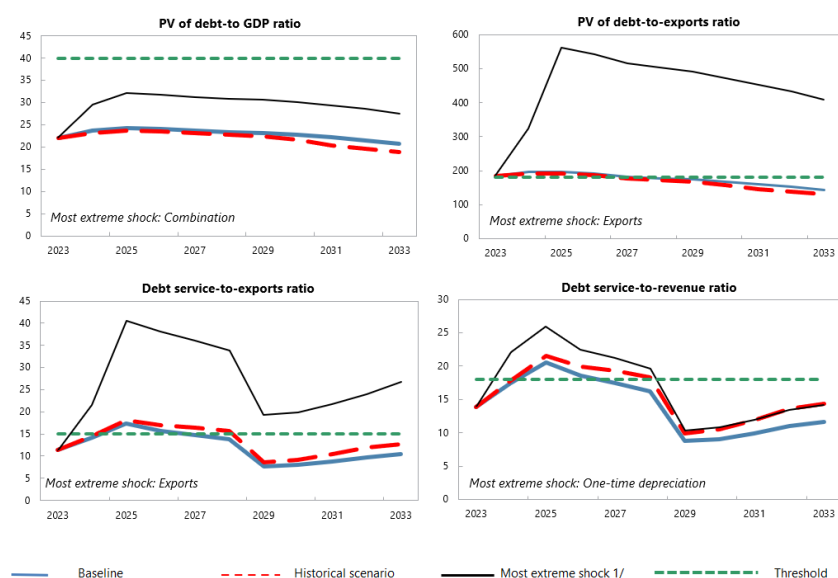 PV of debt-to GDP ratio
45
40
35
30
25
20
15
10
5
0
Most extreme shock: Combination
2023 2025 2027 2029 2031 2033
PV of debt-to-exports ratio
600
500
400
300
200
100
0
Most extreme shock: Exports
2023 2025 2027 2029 2031 2033
Debt service-to-exports ratio
45
40
35
30
25
20
15
10
5
0
Most extreme shock: Exports
2023 2025 2027 2029 2031 2033
Debt service-to-revenue ratio
30
25
20
15
10
5
0
Most extreme shock: One-time depreciation
2023 2025 2027 2029 2031 2033
Baseline Historical scenario Most extreme shock 1/ Threshold